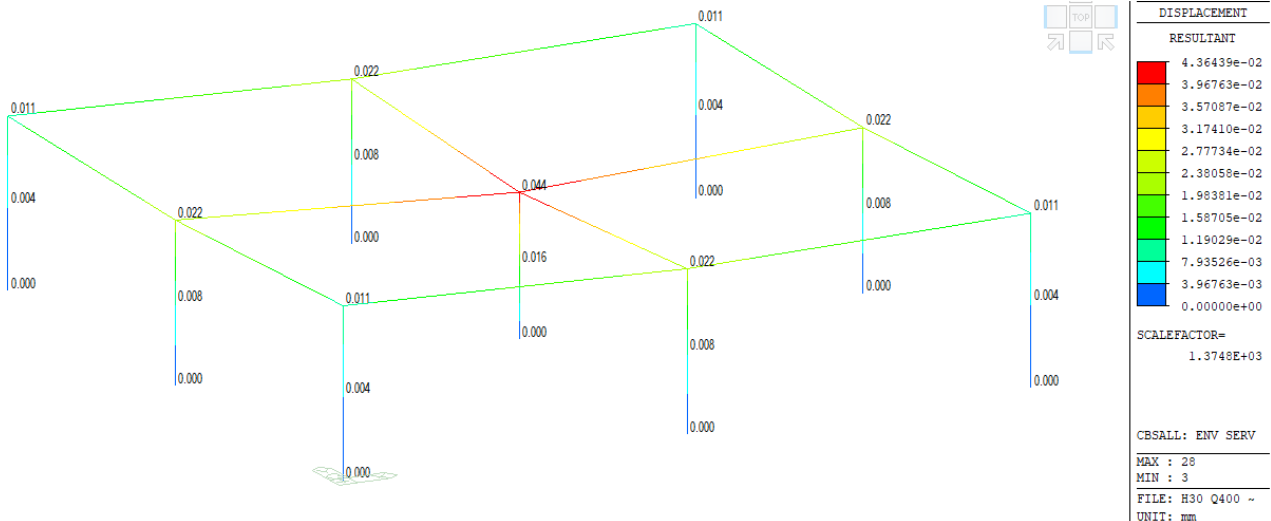 0.011
TOP
0.022
0.011
0.004
0.022
0.008
0.044
0.011
0.004
0.000
0.008
0.022
0.000
0.016
0.022
0.000
0.000
0.008
0.011
0.004
0.000
0.008
0.000
0.004
0.000
0.000
0.000
DISPLACEMENT
RESULTANT
4.36439e-02
3.96763e-02
3.57087e-02
3.17410e-02
2.77734e-02
2.38058e-02
1.98381e-02
1.58705e-02
1.19029e-02
7.93526e-03
3.96763e-03
0.00000e+00
SCALEFACTOR=
1.3748E+03
CBSALL: ENV SERV
MAX : 28
MIN : 3
FILE: H30 Q400 ~
UNIT: mm